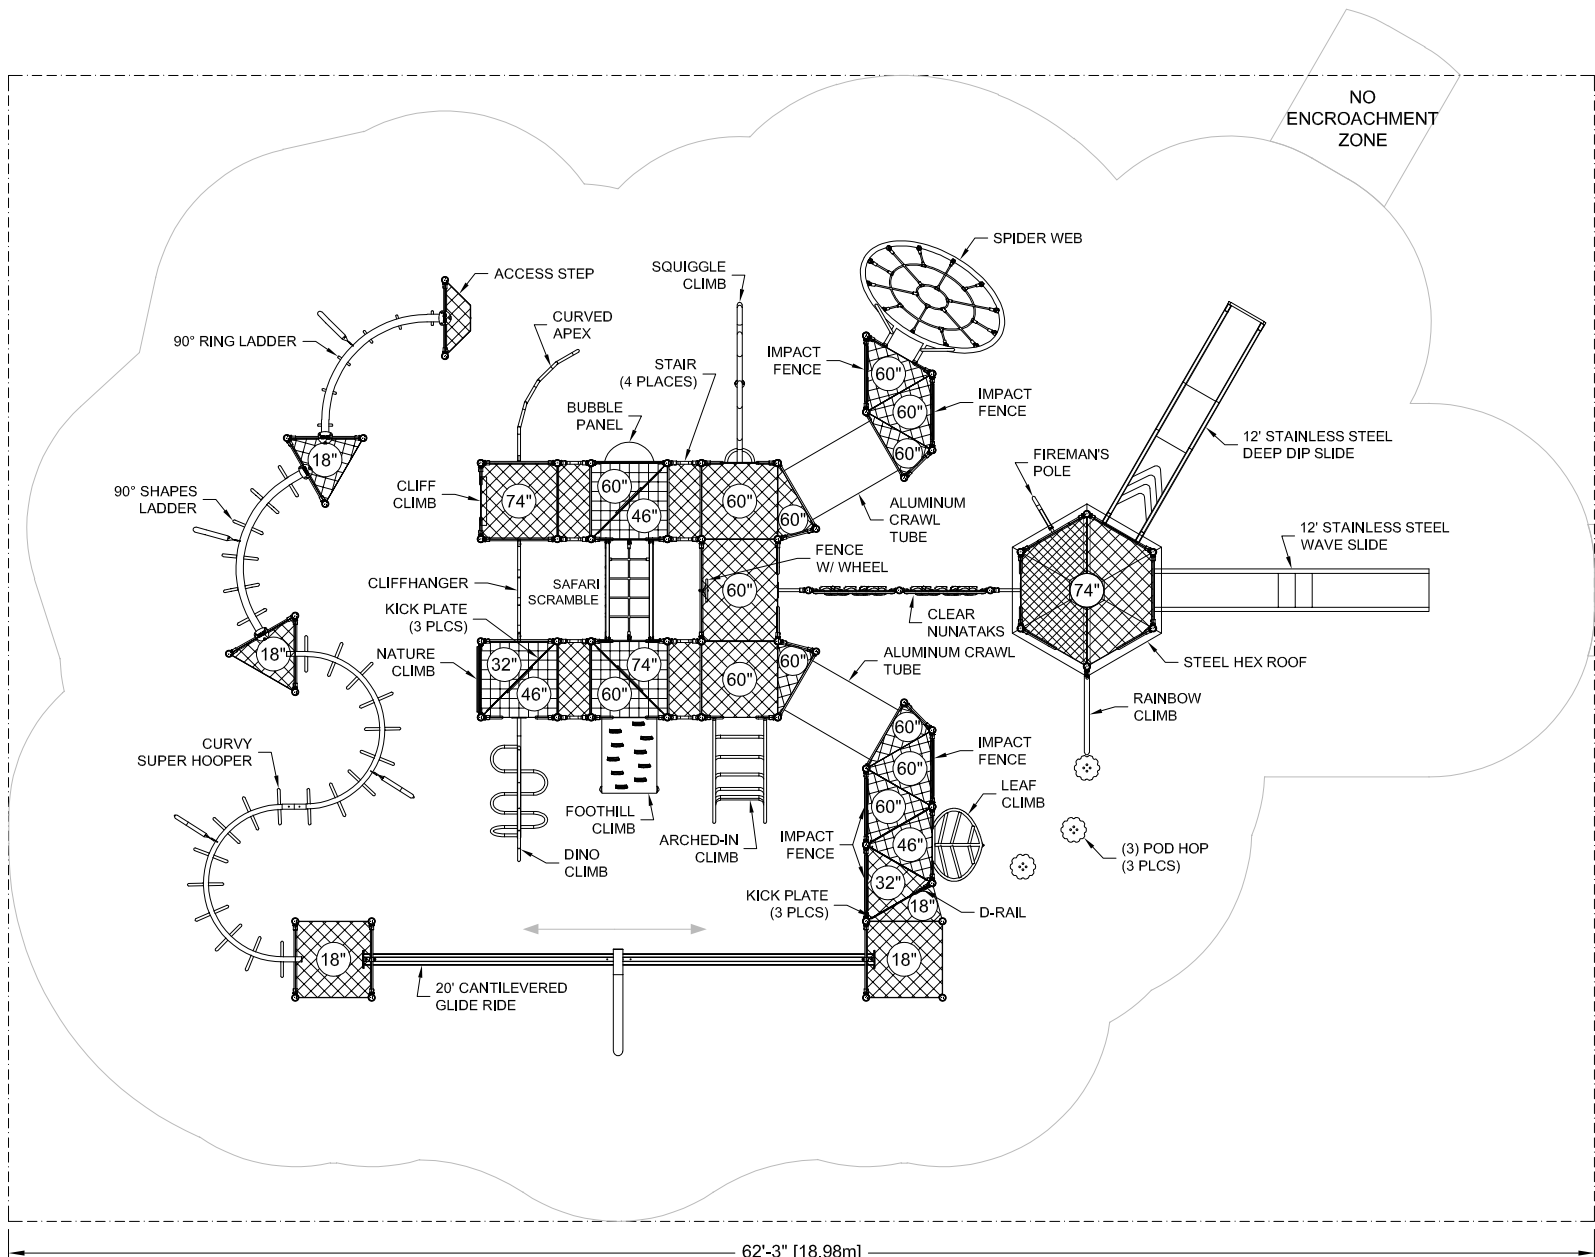 NO
ENCROACHMENT
ZONE
SPIDER WEB
SQUIGGLE
CLIMB
ACCESS STEP
CURVED
APEX
90° RING LADDER
STAIR
(4 PLACES)
IMPACT
FENCE
60"
IMPACT
FENCE
60"
60"
BUBBLE
PANEL
12' STAINLESS STEEL
DEEP DIP SLIDE
18"
FIREMAN'S
POLE
CLIFF
CLIMB
74"
60"
46"
60"
60"
90° SHAPES
LADDER
ALUMINUM
CRAWL
TUBE
12' STAINLESS STEEL
WAVE SLIDE
FENCE
W/ WHEEL
CLIFFHANGER
SAFARI
SCRAMBLE
60"
74"
KICK PLATE
(3 PLCS)
CLEAR
NUNATAKS
ALUMINUM CRAWL
TUBE
18"
NATURE
CLIMB
32"
46"
74"
60"
60"
60"
STEEL HEX ROOF
RAINBOW
CLIMB
60"
CURVY
SUPER HOOPER
60"
IMPACT
FENCE
60"
LEAF
CLIMB
FOOTHILL
CLIMB
ARCHED-IN
CLIMB
IMPACT
FENCE
46"
(3) POD HOP
(3 PLCS)
DINO
CLIMB
32"
KICK PLATE
(3 PLCS)
18"
D-RAIL
18"
18"
20' CANTILEVERED
GLIDE RIDE
62'-3" [18.98m]